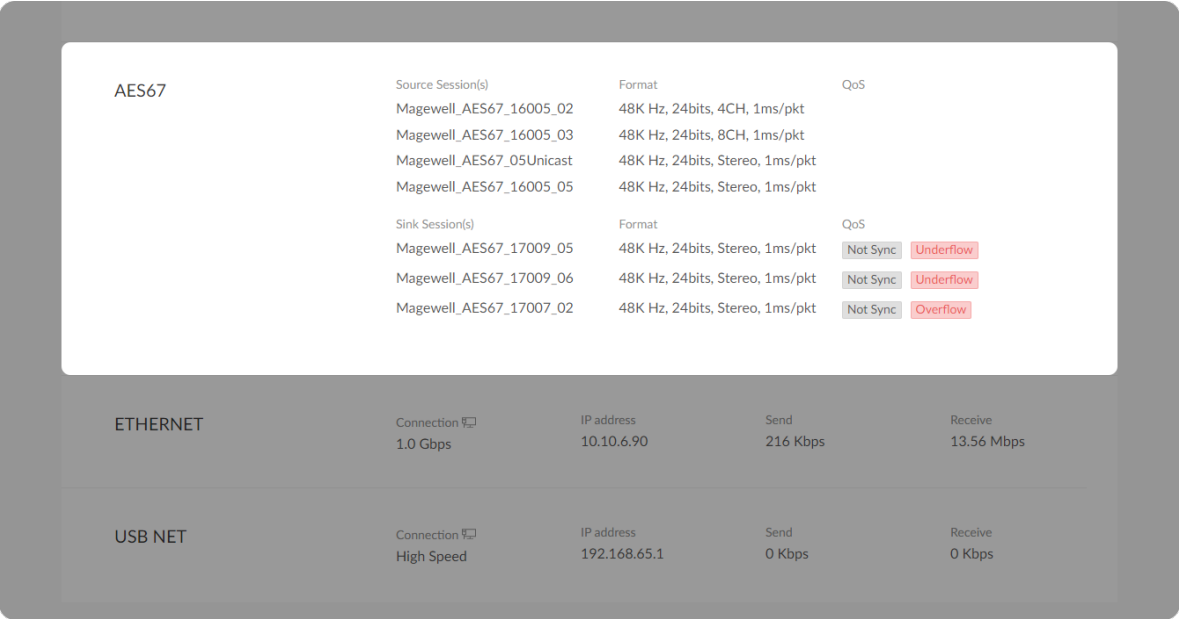 AES67
Source Session(s) Format QoS
Magewell_AES67_16005_02 48K Hz, 24bits, 4CH, 1ms/pkt
Magewell_AES67_16005_03 48K Hz, 24bits, 8CH, 1ms/pkt
Magewell_AES67_05Unicast 48K Hz, 24bits, Stereo, 1ms/pkt
Magewell_AES67_16005_05 48K Hz, 24bits, Stereo, 1ms/pkt
Sink Session(s) Format QoS
Magewell_AES67_17009_05 48K Hz, 24bits, Stereo, 1ms/pkt Not Sync Underflow
Magewell_AES67_17009_06 48K Hz, 24bits, Stereo, 1ms/pkt Not Sync Underflow
Magewell_AES67_17007_02 48K Hz, 24bits, Stereo, 1ms/pkt Not Sync Overflow
ETHERNET
Connection IP address Send Receive
1.0 Gbps 10.10.6.90 216 Kbps 13.56 Mbps
USB NET
Connection IP address Send Receive
High Speed 192.168.65.1 0 Kbps 0 Kbps